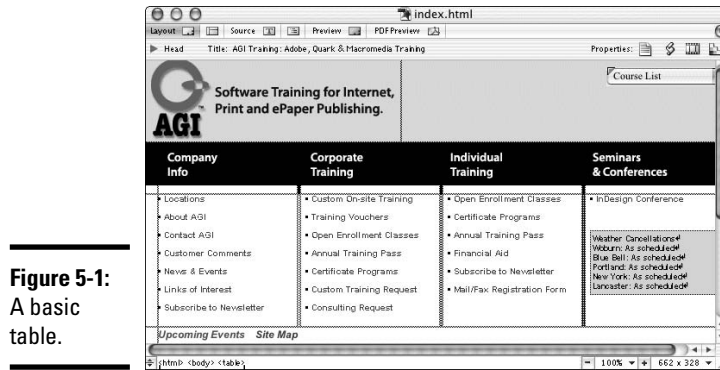 index.html
Layout Source Preview PDF Preview
Head Title: AGI Training: Adobe, Quark & Macromedia Training Properties:
Software Training for Internet,
Print and ePaper Publishing.
AGI
Course List
Company
Info
Corporate
Training
Individual
Training
Seminars
& Conferences
▪ Locations
▪ About AGI
▪ Contact AGI
▪ Customer Comments
▪ News & Events
▪ Links of Interest
▪ Subscribe to Newsletter
▪ Custom On-site Training
▪ Training Vouchers
▪ Open Enrollment Classes
▪ Annual Training Pass
▪ Certificate Programs
▪ Custom Training Request
▪ Consulting Request
▪ Open Enrollment Classes
▪ Certificate Programs
▪ Annual Training Pass
▪ Financial Aid
▪ Subscribe to Newsletter
▪ Mail/Fax Registration Form
▪ InDesign Conference
Weather Cancellations
Woburn: As scheduled
Blue Bell: As scheduled
Portland: As scheduled
New York: As scheduled
Lancaster: As scheduled
Upcoming Events Site Map
<html> <body> <table>
100% 662 x 328
Figure 5-1:
A basic
table.